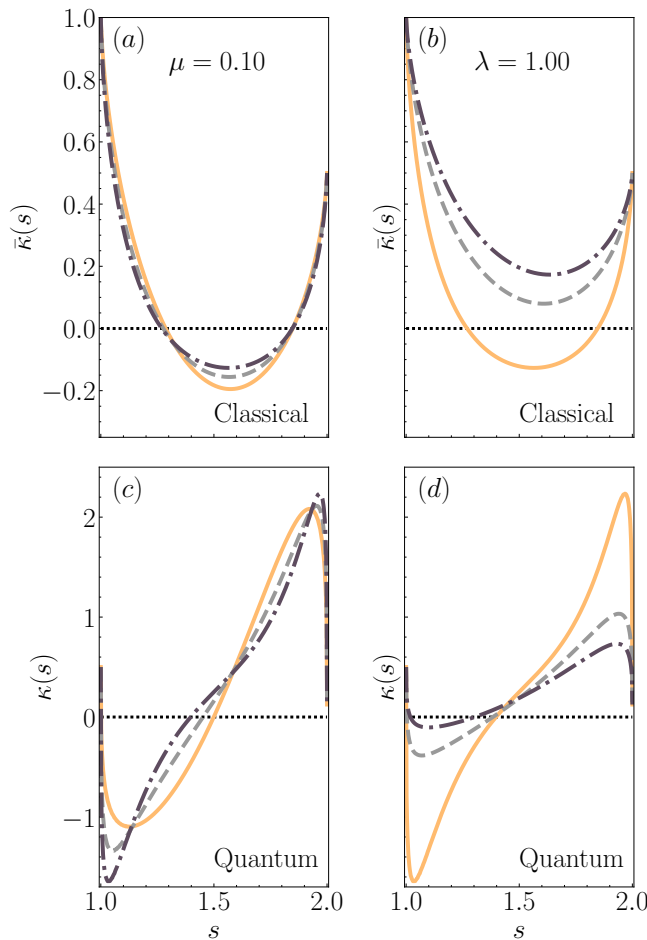 (a)
μ = 0.10
(b)
λ = 1.00
1.0
0.8
0.6
0.4
0.2
0.0
−0.2
κ̄(s)
κ̄(s)
Classical
Classical
(c)
(d)
2
1
0
−1
κ(s)
κ(s)
Quantum
Quantum
1.0
1.5
2.0
1.0
1.5
2.0
s
s